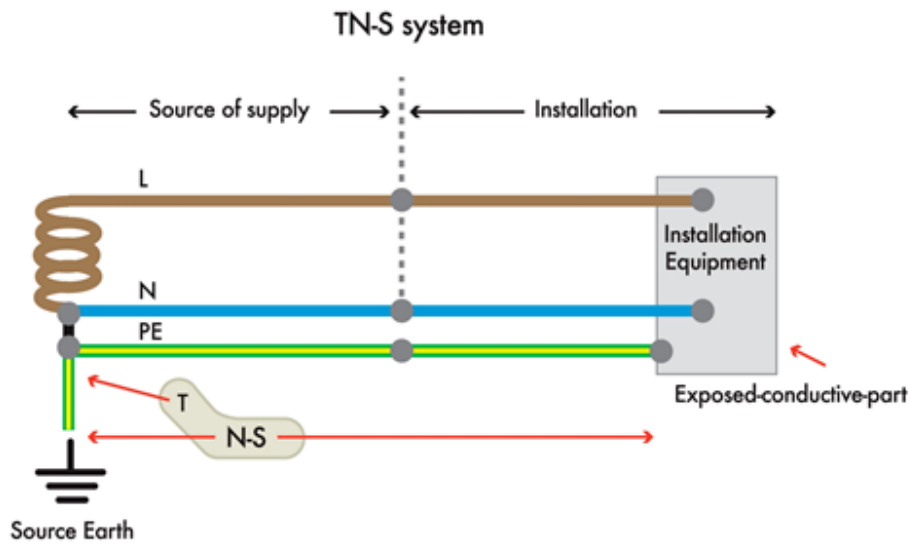 TN-S system
Source of supply
Installation
L
Installation
Equipment
N
PE
Exposed-conductive-part
T
N-S
Source Earth